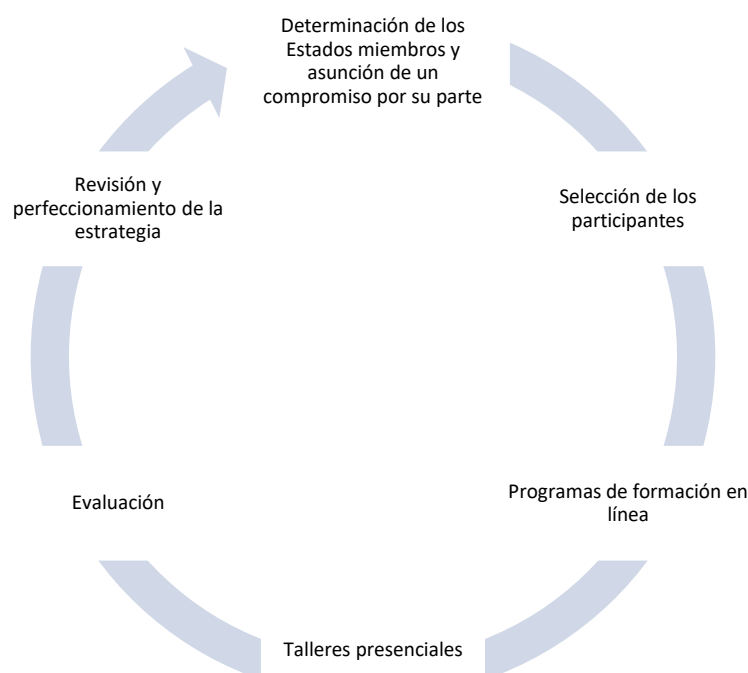 Determinación de los
Estados miembros y
asunción de un
compromiso por su parte
Selección de los
participantes
Programas de formación en
línea
Talleres presenciales
Evaluación
Revisión y
perfeccionamiento de la
estrategia